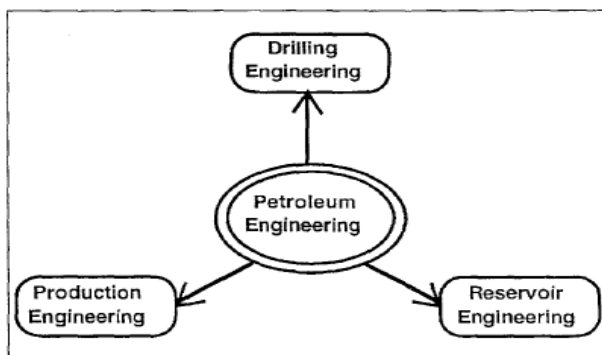 Drilling
Engineering
Petroleum
Engineering
Production
Engineering
Reservoir
Engineering